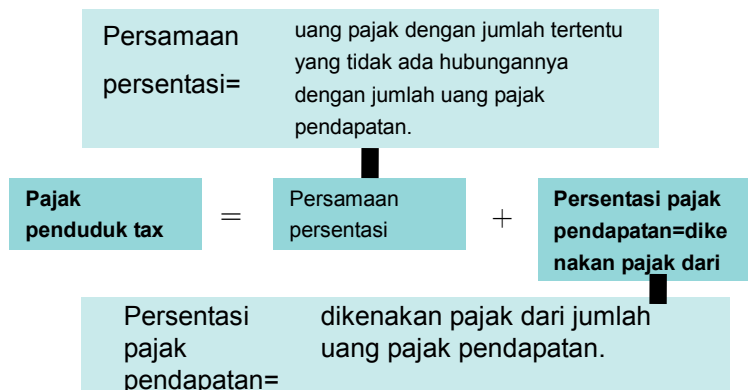 Persamaan
persentasi=
uang pajak dengan jumlah tertentu
yang tidak ada hubungannya
dengan jumlah uang pajak
pendapatan.
Pajak
penduduk tax
=
Persamaan
persentasi
+
Persentasi pajak
pendapatan=dike
nakan pajak dari
Persentasi
pajak
pendapatan=
dikenakan pajak dari jumlah
uang pajak pendapatan.